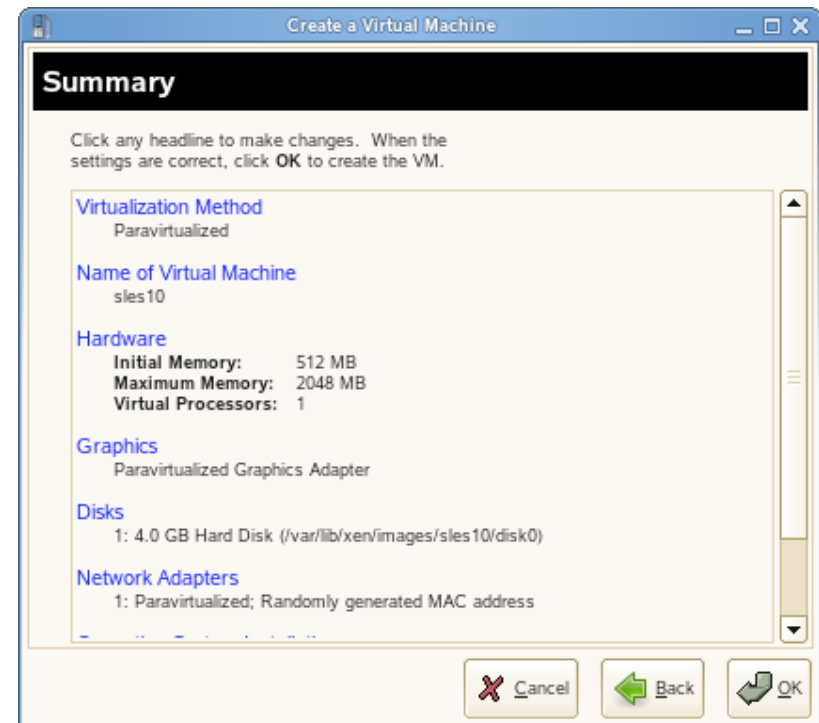 Create a Virtual Machine
Summary
Click any headline to make changes. When the
settings are correct, click OK to create the VM.
Virtualization Method
Paravirtualized
Name of Virtual Machine
sles10
Hardware
Initial Memory: 512 MB
Maximum Memory: 2048 MB
Virtual Processors: 1
Graphics
Paravirtualized Graphics Adapter
Disks
1: 4.0 GB Hard Disk (/var/lib/xen/images/sles10/disk0)
Network Adapters
1: Paravirtualized; Randomly generated MAC address
Cancel Back OK